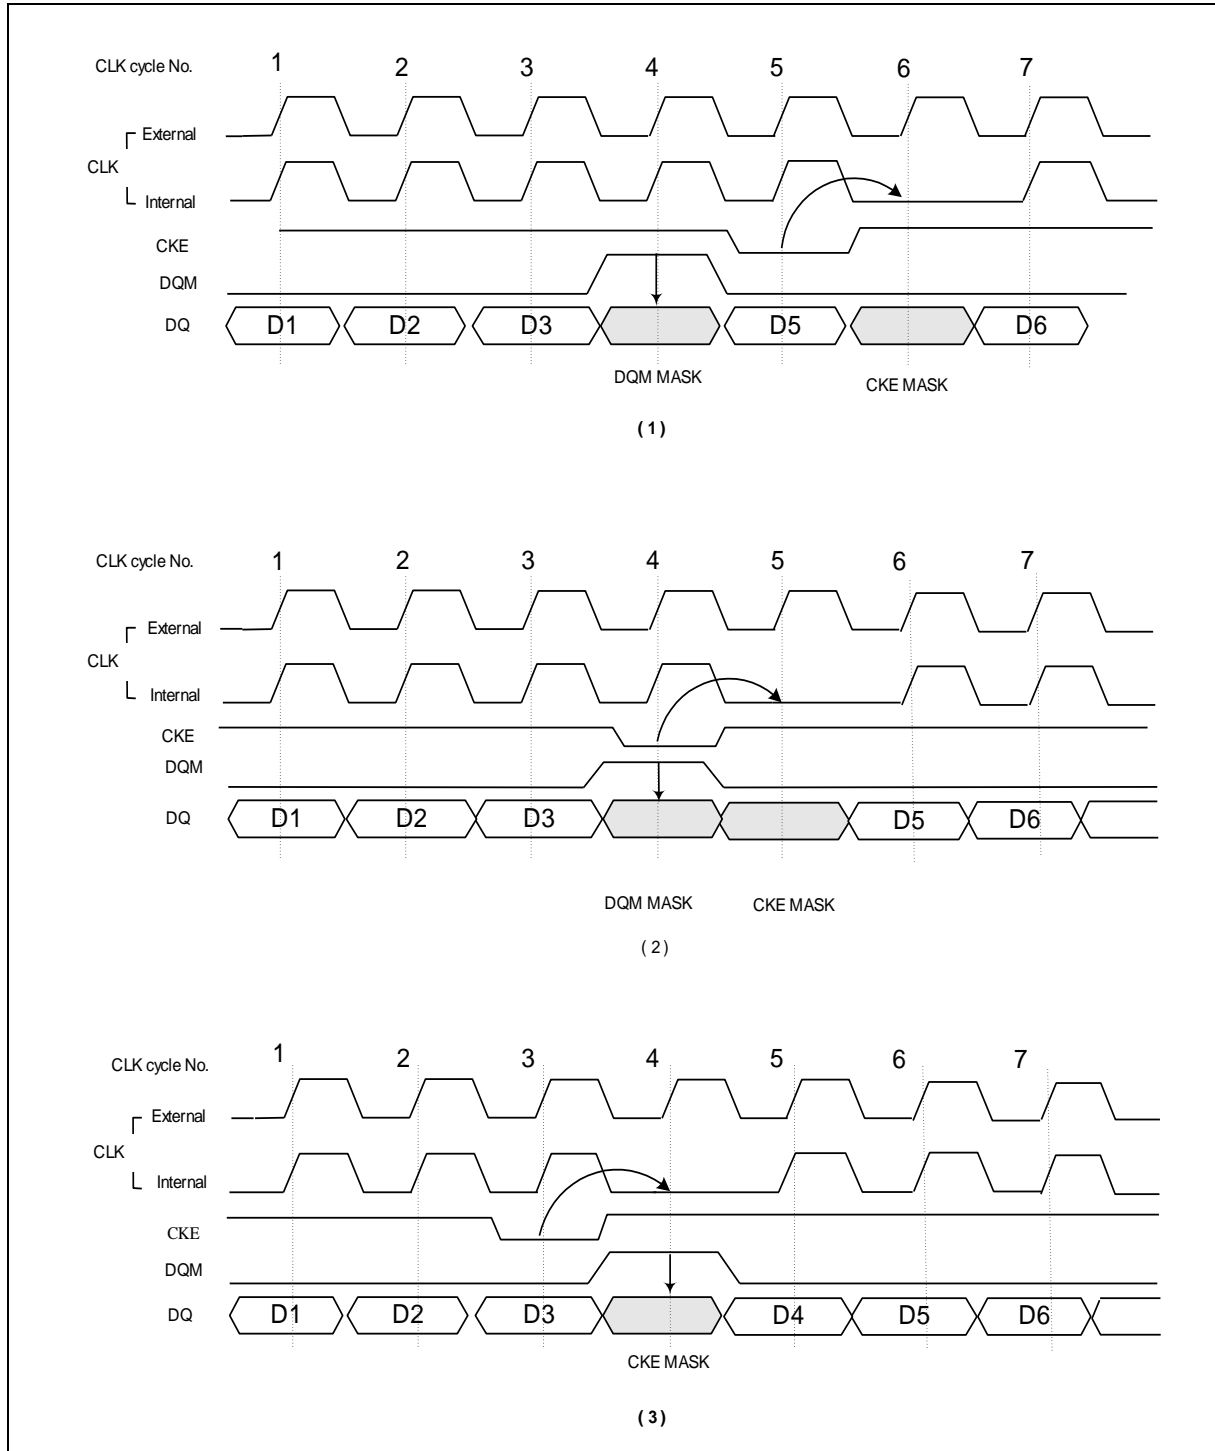 CLK cycle No. 1 2 3 4 5 6 7
External
CLK
Internal
CKE
DQM
DQ D1 D2 D3 D5 D6
DQM MASK CKE MASK
( 1 )
CLK cycle No. 1 2 3 4 5 6 7
External
CLK
Internal
CKE
DQM
DQ D1 D2 D3 D5 D6
DQM MASK CKE MASK
( 2 )
CLK cycle No. 1 2 3 4 5 6 7
External
CLK
Internal
CKE
DQM
DQ D1 D2 D3 D4 D5 D6
CKE MASK
( 3 )